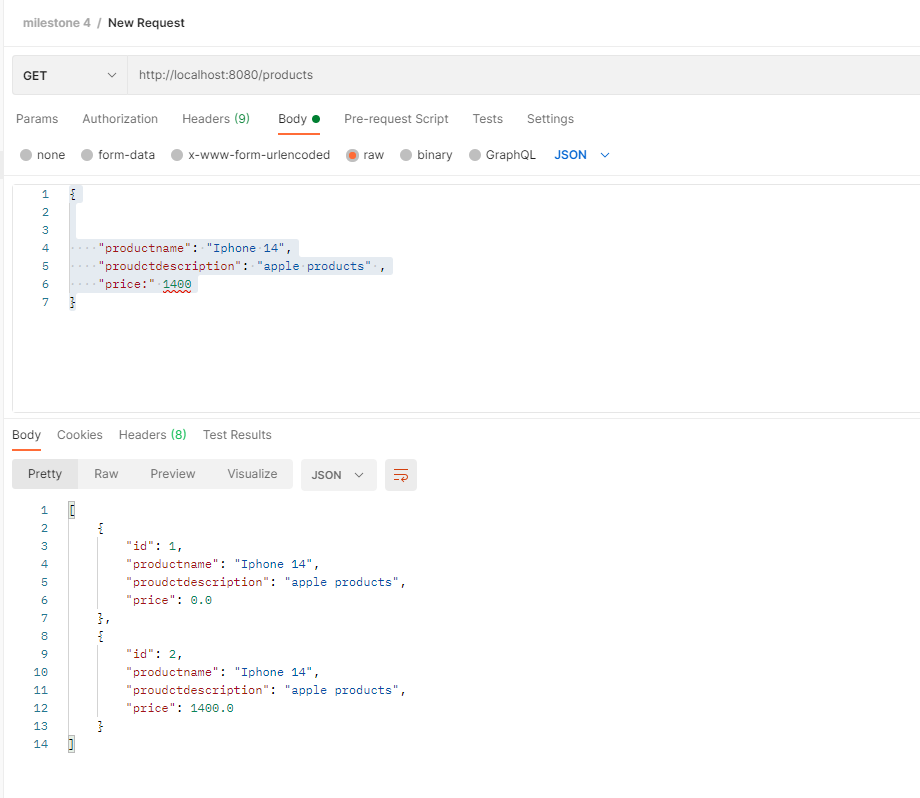 milestone 4 / New Request
GET http://localhost:8080/products
Params Authorization Headers (9) Body Pre-request Script Tests Settings
none form-data x-www-form-urlencoded raw binary GraphQL JSON
1 {
2
3
4 "productname": "Iphone 14",
5 "proudctdescription": "apple products" ,
6 "price:" 1400
7 }
Body Cookies Headers (8) Test Results
Pretty Raw Preview Visualize JSON
1 [
2 {
3 "id": 1,
4 "productname": "Iphone 14",
5 "proudctdescription": "apple products",
6 "price": 0.0
7 },
8 {
9 "id": 2,
10 "productname": "Iphone 14",
11 "proudctdescription": "apple products",
12 "price": 1400.0
13 }
14 ]